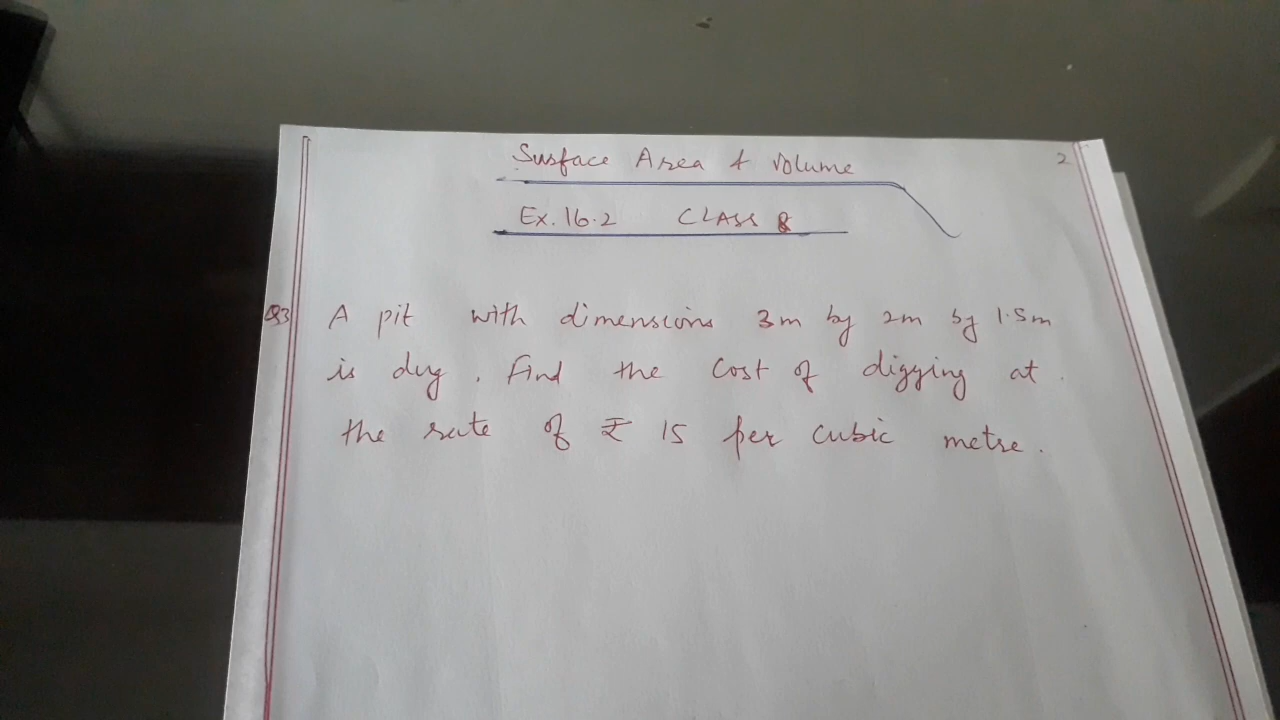 Surface Area & Volume
2
Ex. 16.2 CLASS 8
Q3 A pit with dimensions 3m by 2m by 1.5m
is dug. Find the cost of digging at
the rate of ₹ 15 per cubic metre.